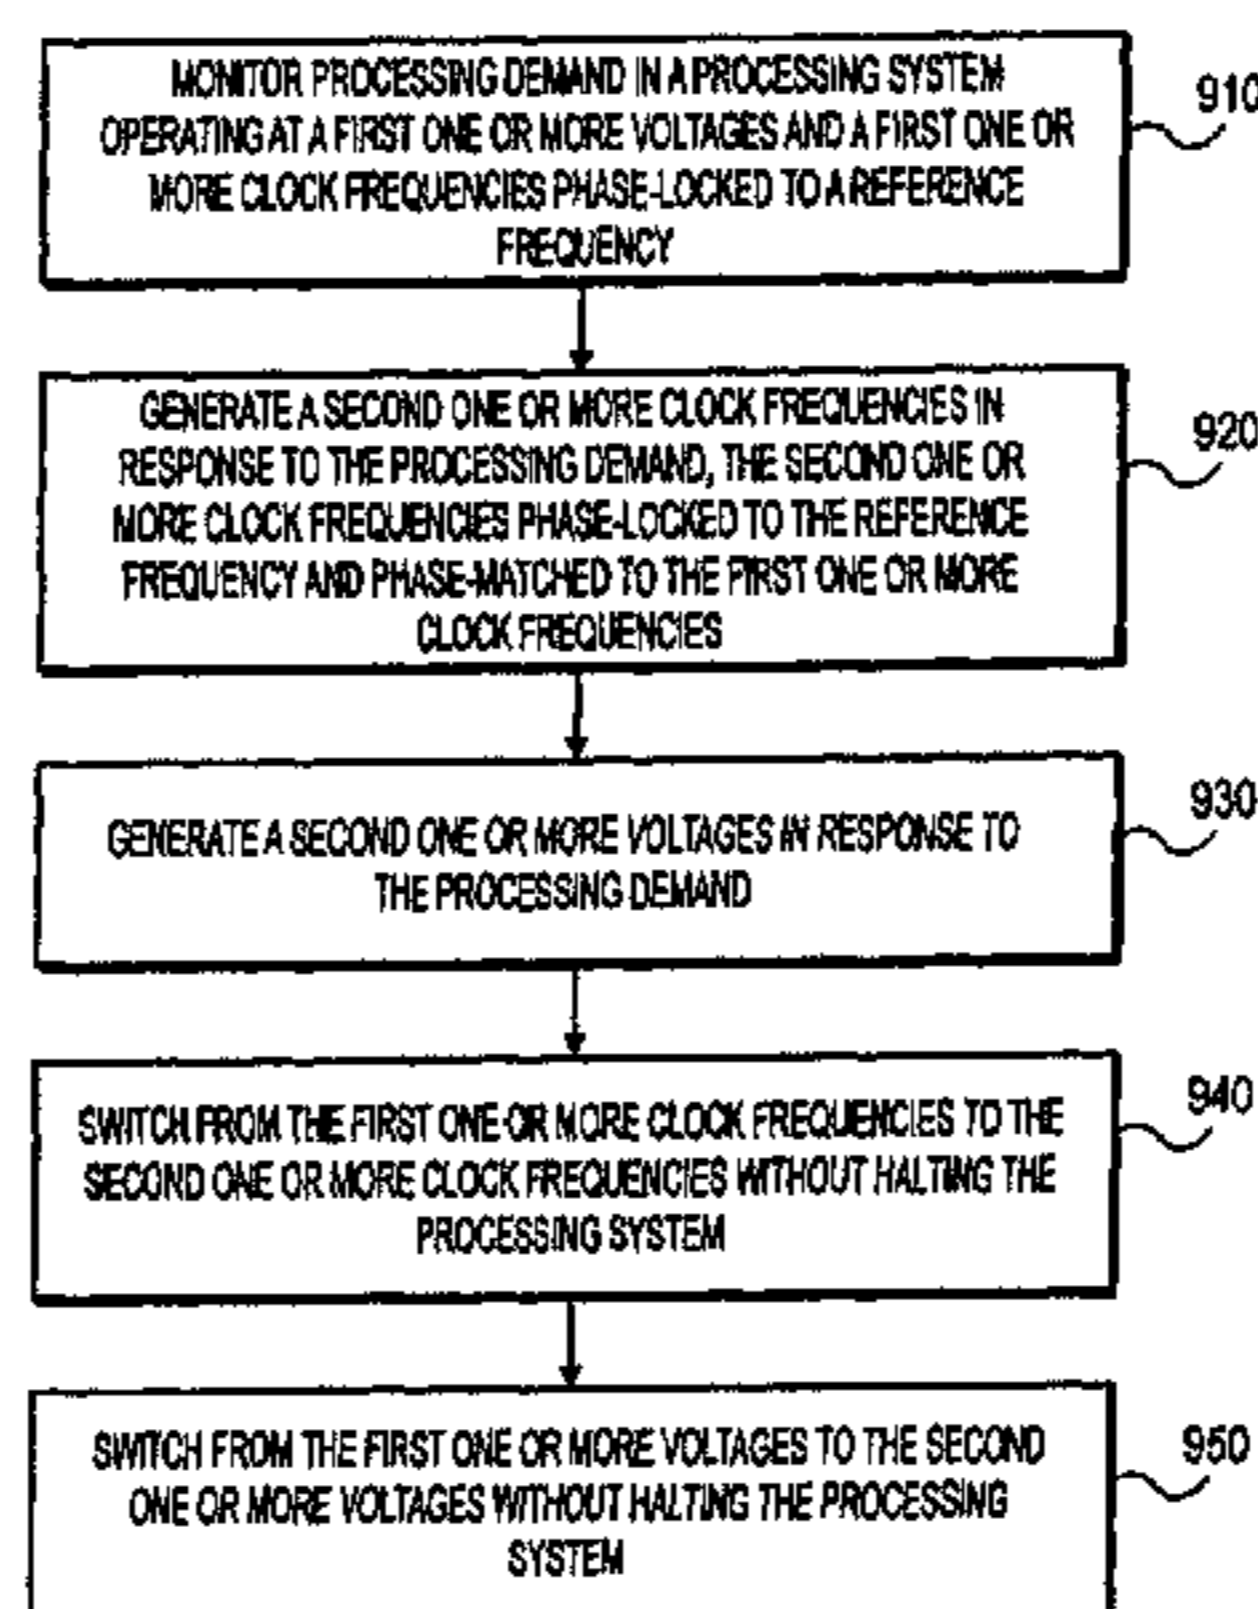 MONITOR PROCESSING DEMAND IN A PROCESSING SYSTEM
OPERATING AT A FIRST ONE OR MORE VOLTAGES AND A FIRST ONE OR
MORE CLOCK FREQUENCIES PHASE-LOCKED TO A REFERENCE
FREQUENCY
910
GENERATE A SECOND ONE OR MORE CLOCK FREQUENCIES IN
RESPONSE TO THE PROCESSING DEMAND, THE SECOND ONE OR
MORE CLOCK FREQUENCIES PHASE-LOCKED TO THE REFERENCE
FREQUENCY AND PHASE-MATCHED TO THE FIRST ONE OR MORE
CLOCK FREQUENCIES
920
GENERATE A SECOND ONE OR MORE VOLTAGES IN RESPONSE TO
THE PROCESSING DEMAND
930
SWITCH FROM THE FIRST ONE OR MORE CLOCK FREQUENCIES TO THE
SECOND ONE OR MORE CLOCK FREQUENCIES WITHOUT HALTING THE
PROCESSING SYSTEM
940
SWITCH FROM THE FIRST ONE OR MORE VOLTAGES TO THE SECOND
ONE OR MORE VOLTAGES WITHOUT HALTING THE PROCESSING
SYSTEM
950